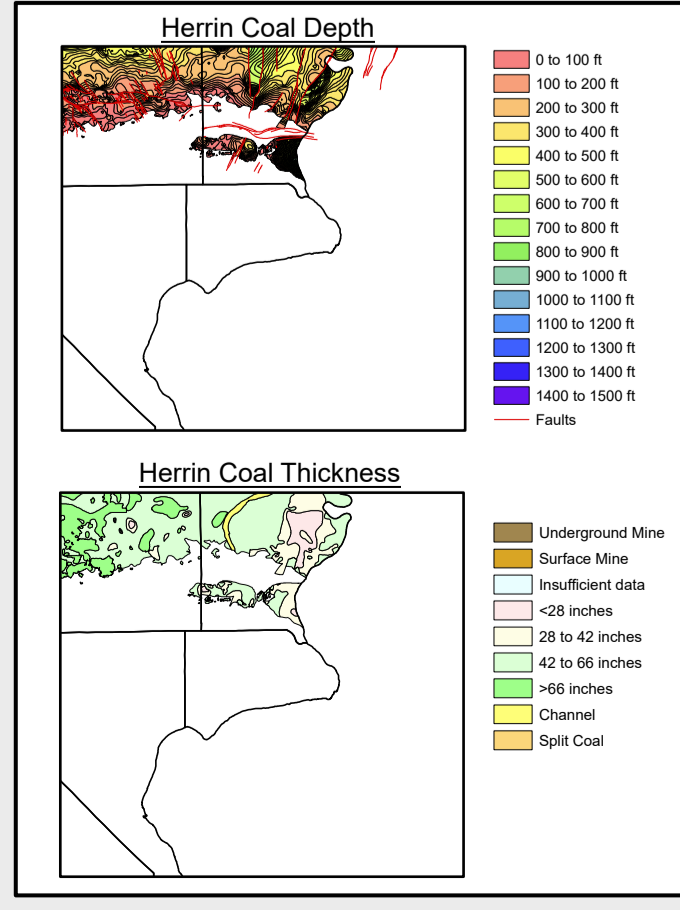 Herrin Coal Depth
0 to 100 ft
100 to 200 ft
200 to 300 ft
300 to 400 ft
400 to 500 ft
500 to 600 ft
600 to 700 ft
700 to 800 ft
800 to 900 ft
900 to 1000 ft
1000 to 1100 ft
1100 to 1200 ft
1200 to 1300 ft
1300 to 1400 ft
1400 to 1500 ft
Faults
Herrin Coal Thickness
Underground Mine
Surface Mine
Insufficient data
<28 inches
28 to 42 inches
42 to 66 inches
>66 inches
Channel
Split Coal